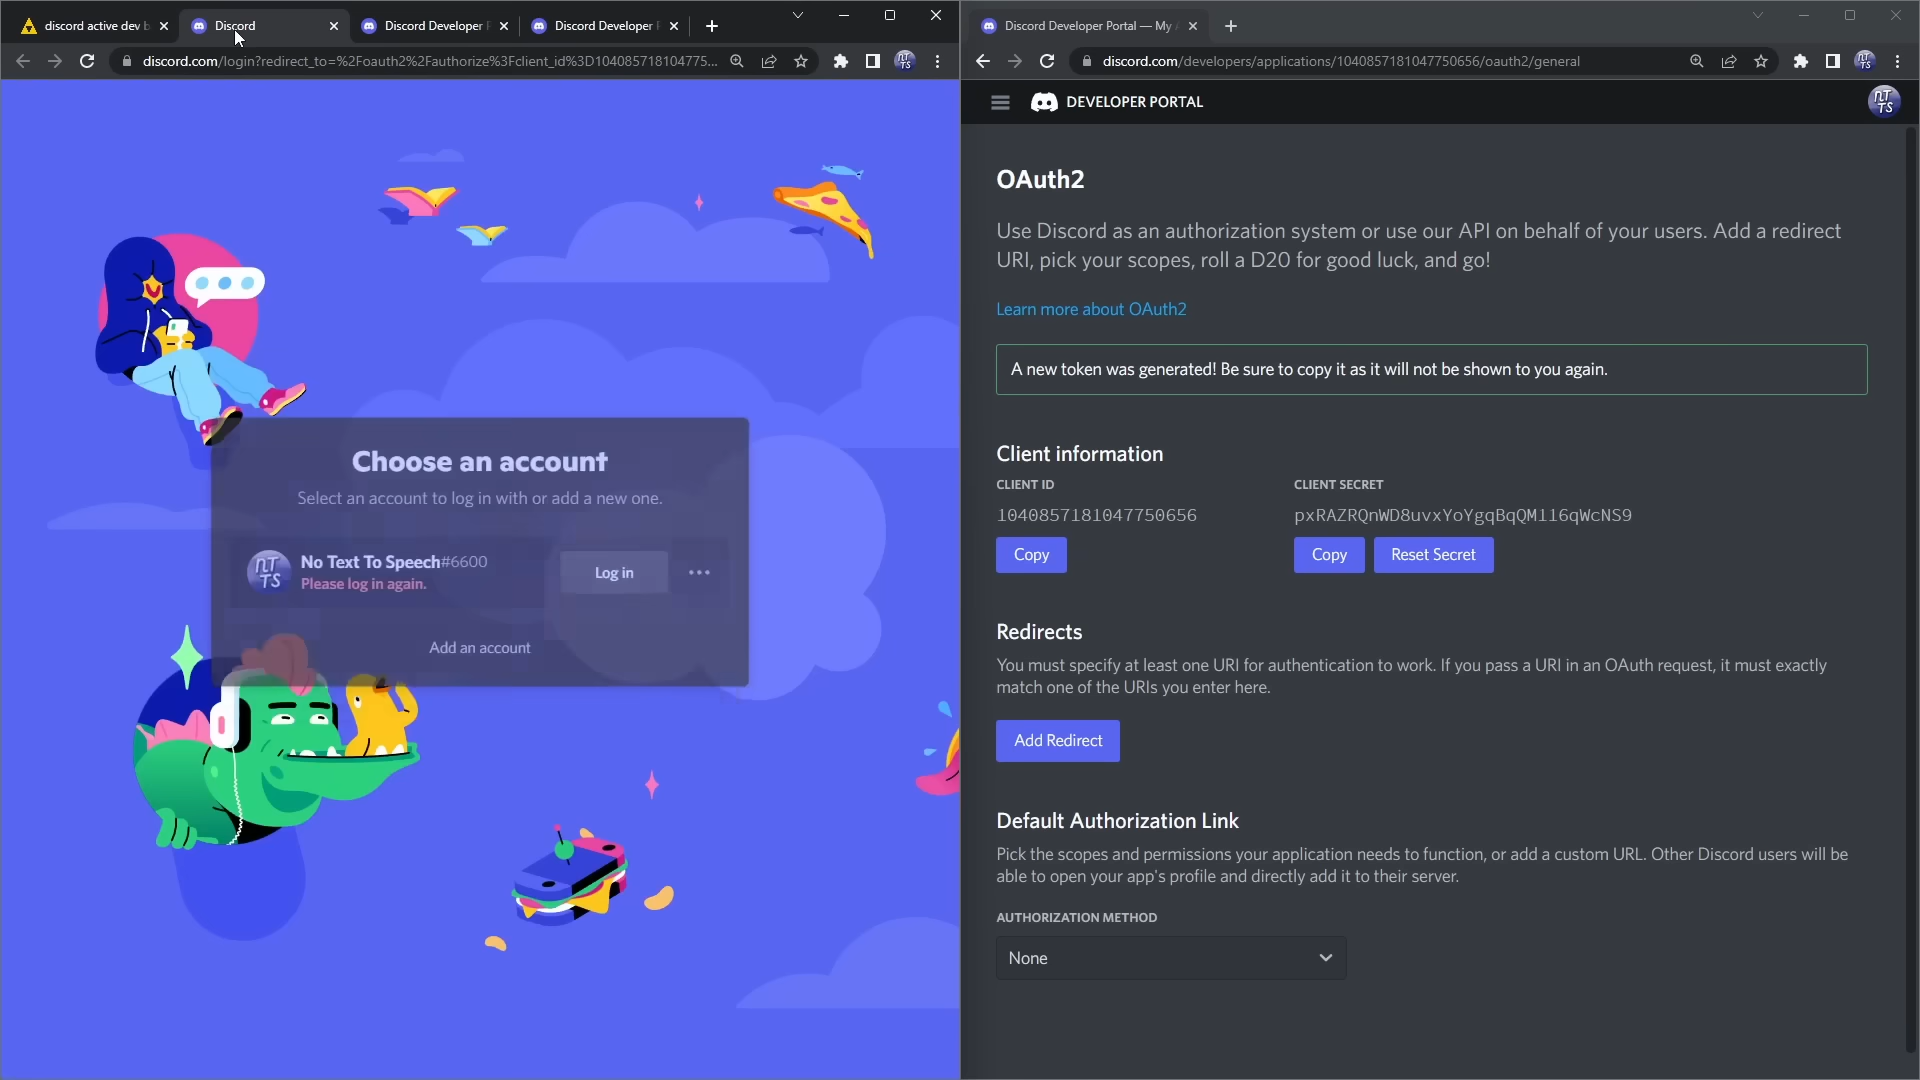 discord active dev b
Discord
Discord Developer P
Discord Developer P
discord.com/login?redirect_to=%2Foauth2%2Fauthorize%3Fclient_id%3D104085718104775...
Choose an account
Select an account to log in with or add a new one.
nT
TS
No Text To Speech#6600
Please log in again.
Log in
Add an account
Discord Developer Portal — My A
discord.com/developers/applications/1040857181047750656/oauth2/general
DEVELOPER PORTAL
nT
TS
OAuth2
Use Discord as an authorization system or use our API on behalf of your users. Add a redirect
URI, pick your scopes, roll a D20 for good luck, and go!
Learn more about OAuth2
A new token was generated! Be sure to copy it as it will not be shown to you again.
Client information
CLIENT ID
CLIENT SECRET
1040857181047750656
pxRAZRQnWD8uvxYoYgqBqQMl16qWcNS9
Copy
Copy
Reset Secret
Redirects
You must specify at least one URI for authentication to work. If you pass a URI in an OAuth request, it must exactly
match one of the URIs you enter here.
Add Redirect
Default Authorization Link
Pick the scopes and permissions your application needs to function, or add a custom URL. Other Discord users will be
able to open your app's profile and directly add it to their server.
AUTHORIZATION METHOD
None